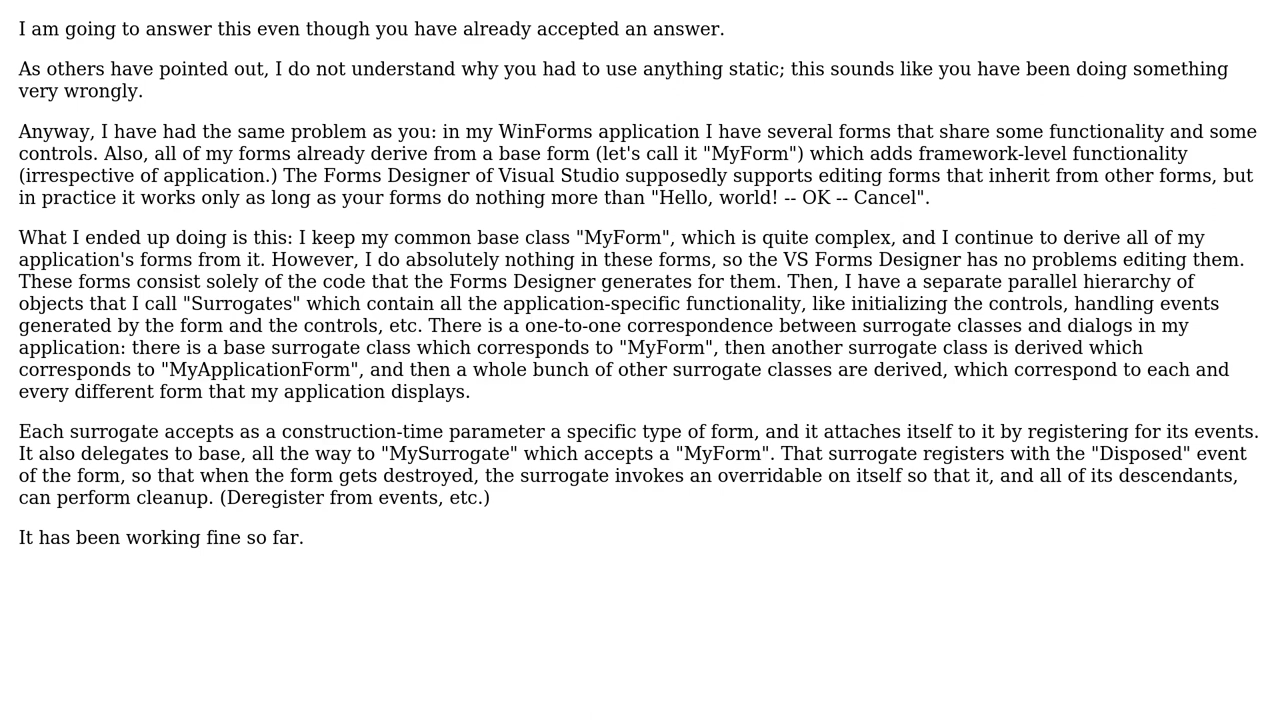 I am going to answer this even though you have already accepted an answer.
As others have pointed out, I do not understand why you had to use anything static; this sounds like you have been doing something
very wrongly.
Anyway, I have had the same problem as you: in my WinForms application I have several forms that share some functionality and some
controls. Also, all of my forms already derive from a base form (let's call it "MyForm") which adds framework-level functionality
(irrespective of application.) The Forms Designer of Visual Studio supposedly supports editing forms that inherit from other forms, but
in practice it works only as long as your forms do nothing more than "Hello, world! -- OK -- Cancel".
What I ended up doing is this: I keep my common base class "MyForm", which is quite complex, and I continue to derive all of my
application's forms from it. However, I do absolutely nothing in these forms, so the VS Forms Designer has no problems editing them.
These forms consist solely of the code that the Forms Designer generates for them. Then, I have a separate parallel hierarchy of
objects that I call "Surrogates" which contain all the application-specific functionality, like initializing the controls, handling events
generated by the form and the controls, etc. There is a one-to-one correspondence between surrogate classes and dialogs in my
application: there is a base surrogate class which corresponds to "MyForm", then another surrogate class is derived which
corresponds to "MyApplicationForm", and then a whole bunch of other surrogate classes are derived, which correspond to each and
every different form that my application displays.
Each surrogate accepts as a construction-time parameter a specific type of form, and it attaches itself to it by registering for its events.
It also delegates to base, all the way to "MySurrogate" which accepts a "MyForm". That surrogate registers with the "Disposed" event
of the form, so that when the form gets destroyed, the surrogate invokes an overridable on itself so that it, and all of its descendants,
can perform cleanup. (Deregister from events, etc.)
It has been working fine so far.